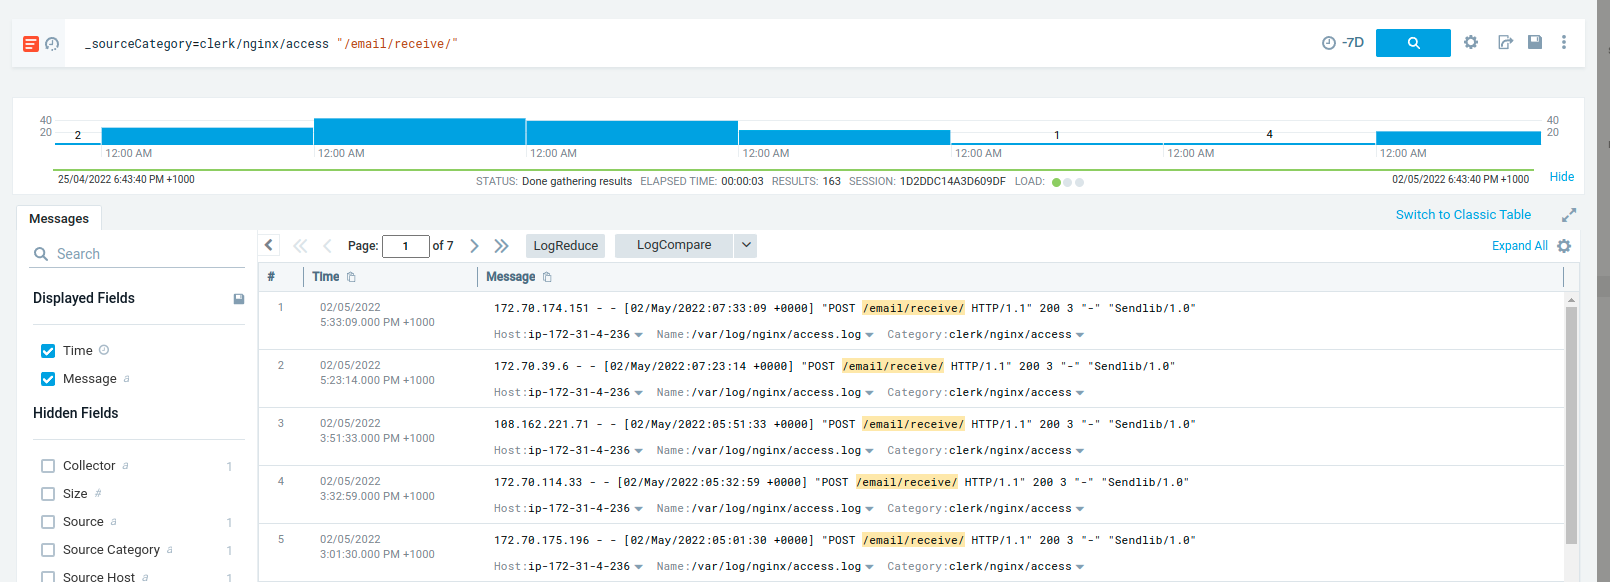 _sourceCategory=clerk/nginx/access "/email/receive/"
-7D
40
20
2
1
4
40
20
12:00 AM 12:00 AM 12:00 AM 12:00 AM 12:00 AM 12:00 AM 12:00 AM
25/04/2022 6:43:40 PM +1000
STATUS: Done gathering results ELAPSED TIME: 00:00:03 RESULTS: 163 SESSION: 1D2DDC14A3D609DF LOAD:
02/05/2022 6:43:40 PM +1000
Hide
Messages
Switch to Classic Table
Search
Page: 1 of 7
LogReduce
LogCompare
Expand All
Displayed Fields
Time
Message a
Hidden Fields
Collector a 1
Size #
Source a 1
Source Category a 1
Source Host a 1
# Time Message
1 02/05/2022 5:33:09.000 PM +1000
172.70.174.151 - - [02/May/2022:07:33:09 +0000] "POST /email/receive/ HTTP/1.1" 200 3 "-" "Sendlib/1.0"
Host:ip-172-31-4-236 Name:/var/log/nginx/access.log Category:clerk/nginx/access
2 02/05/2022 5:23:14.000 PM +1000
172.70.39.6 - - [02/May/2022:07:23:14 +0000] "POST /email/receive/ HTTP/1.1" 200 3 "-" "Sendlib/1.0"
Host:ip-172-31-4-236 Name:/var/log/nginx/access.log Category:clerk/nginx/access
3 02/05/2022 3:51:33.000 PM +1000
108.162.221.71 - - [02/May/2022:05:51:33 +0000] "POST /email/receive/ HTTP/1.1" 200 3 "-" "Sendlib/1.0"
Host:ip-172-31-4-236 Name:/var/log/nginx/access.log Category:clerk/nginx/access
4 02/05/2022 3:32:59.000 PM +1000
172.70.114.33 - - [02/May/2022:05:32:59 +0000] "POST /email/receive/ HTTP/1.1" 200 3 "-" "Sendlib/1.0"
Host:ip-172-31-4-236 Name:/var/log/nginx/access.log Category:clerk/nginx/access
5 02/05/2022 3:01:30.000 PM +1000
172.70.175.196 - - [02/May/2022:05:01:30 +0000] "POST /email/receive/ HTTP/1.1" 200 3 "-" "Sendlib/1.0"
Host:ip-172-31-4-236 Name:/var/log/nginx/access.log Category:clerk/nginx/access